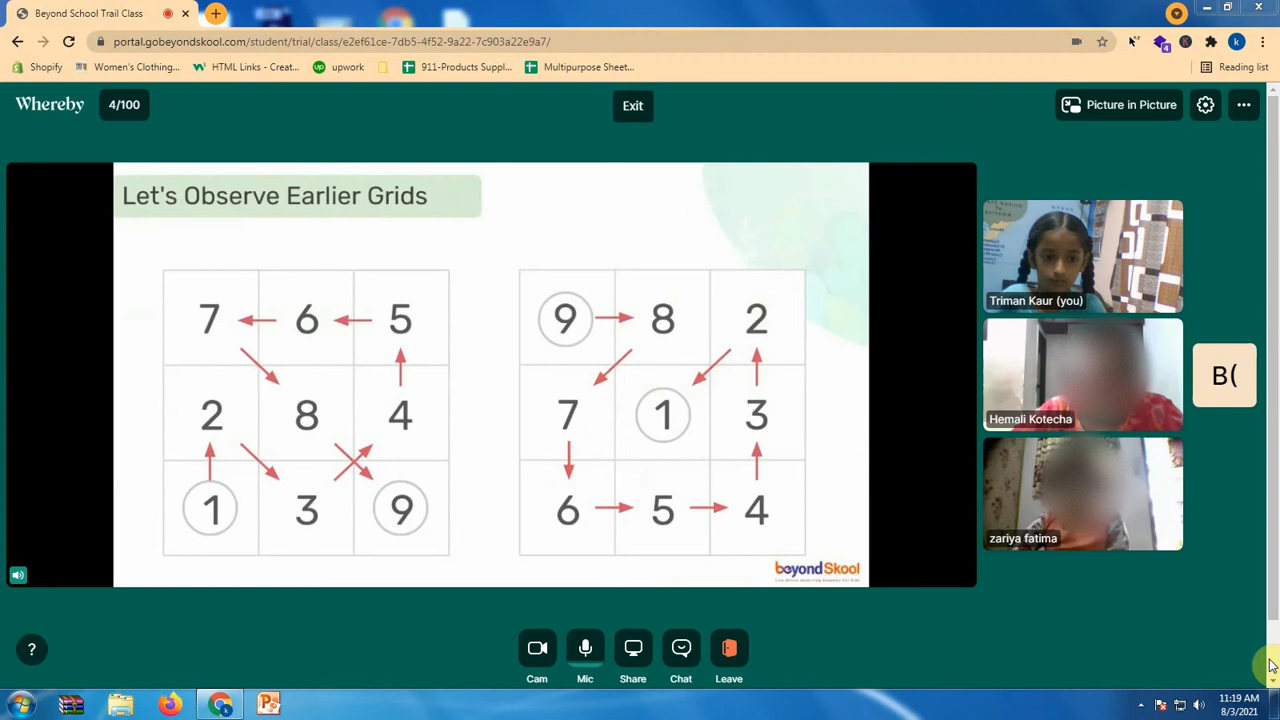 Beyond School Trail Class
portal.gobeyondskool.com/student/trial/class/e2ef61ce-7db5-4f52-9a22-7c903a22e9a7/
4
K
k
Shopify
Women's Clothing...
HTML Links - Creat...
up upwork
911-Products Suppl...
Multipurpose Sheet...
Reading list
Whereby
4/100
Exit
Picture in Picture
Let's Observe Earlier Grids
7 6 5
2 8 4
1 3 9
9 8 2
7 1 3
6 5 4
beyondSkool
Triman Kaur (you)
Hemali Kotecha
zariya fatima
B(
?
Cam
Mic
Share
Chat
Leave
11:19 AM
8/3/2021